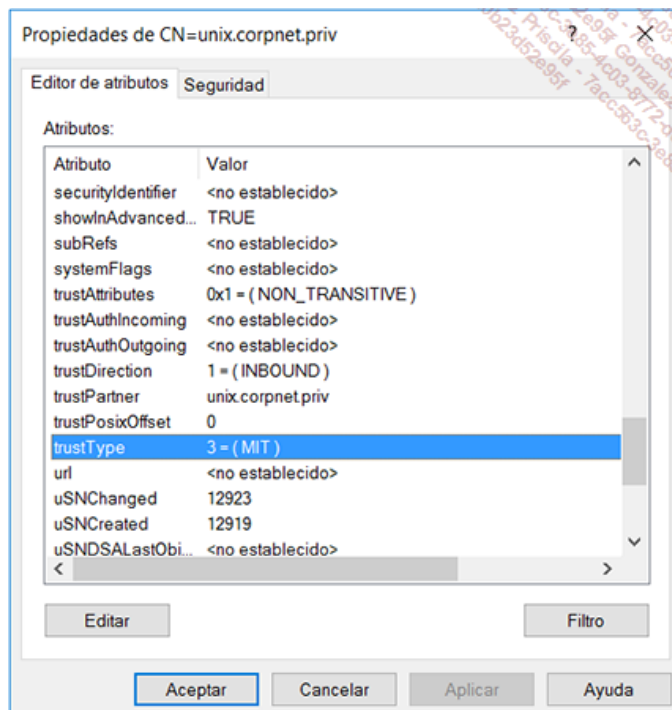 Propiedades de CN=unix.corpnet.priv ? ×
Editor de atributos Seguridad
Atributos:
Atributo Valor
securityIdentifier <no establecido>
showInAdvanced... TRUE
subRefs <no establecido>
systemFlags <no establecido>
trustAttributes 0x1 = ( NON_TRANSITIVE )
trustAuthIncoming <no establecido>
trustAuthOutgoing <no establecido>
trustDirection 1 = ( INBOUND )
trustPartner unix.corpnet.priv
trustPosixOffset 0
trustType 3 = ( MIT )
url <no establecido>
uSNChanged 12923
uSNCreated 12919
uSNDSALastObj... <no establecido>
Editar Filtro
Aceptar Cancelar Aplicar Ayuda